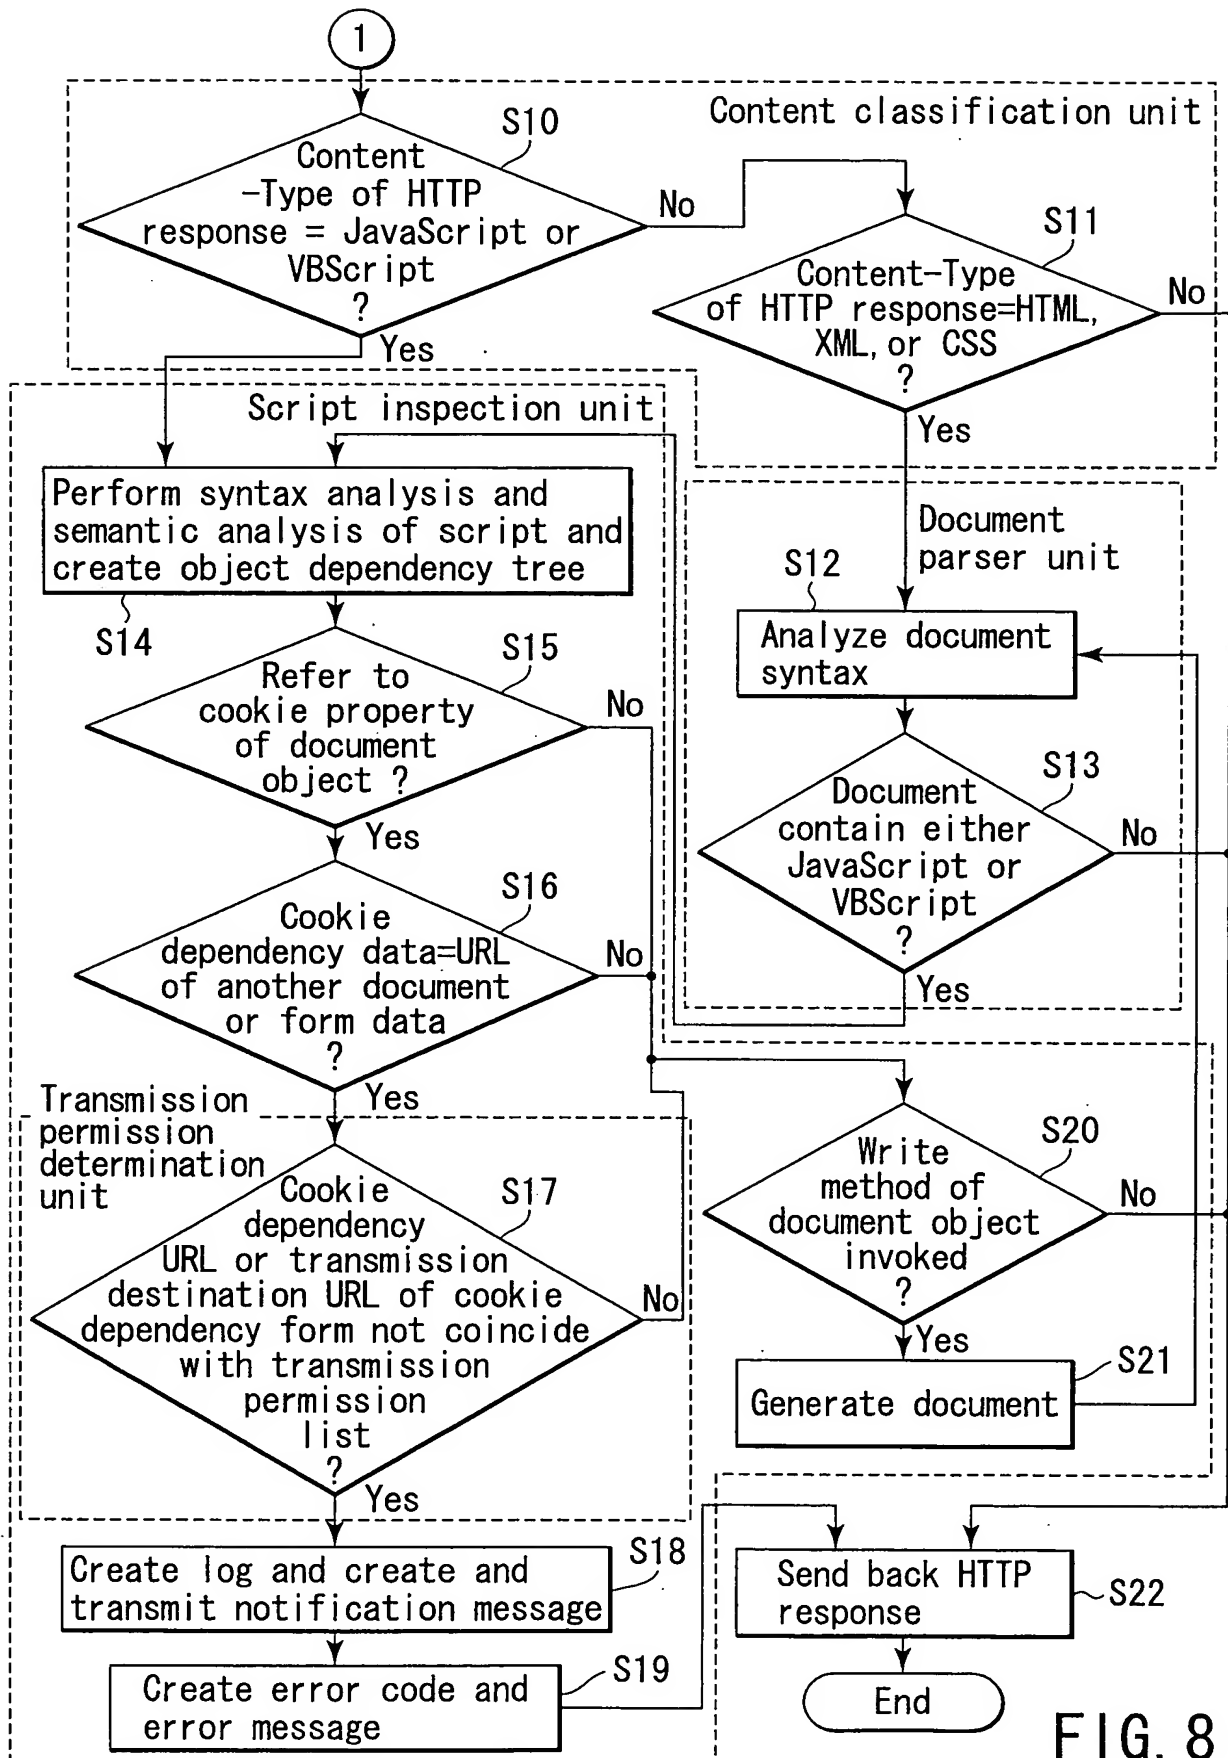 1
Content classification unit
S10
Content
-Type of HTTP
response = JavaScript or
VBScript
?
No
Yes
S11
Content-Type
of HTTP response=HTML,
XML, or CSS
?
No
Yes
Script inspection unit
Perform syntax analysis and
semantic analysis of script and
create object dependency tree
S14
Document
parser unit
S12
Analyze document
syntax
S15
Refer to
cookie property
of document
object ?
No
Yes
S13
Document
contain either
JavaScript or
VBScript
?
No
Yes
S16
Cookie
dependency data=URL
of another document
or form data
?
No
Yes
Transmission
permission
determination
unit
S17
Cookie
dependency
URL or transmission
destination URL of cookie
dependency form not coincide
with transmission
permission
list
?
No
Yes
S20
Write
method of
document object
invoked
?
No
Yes
S21
Generate document
S18
Create log and create and
transmit notification message
S19
Create error code and
error message
Send back HTTP
response
S22
End
FIG. 8